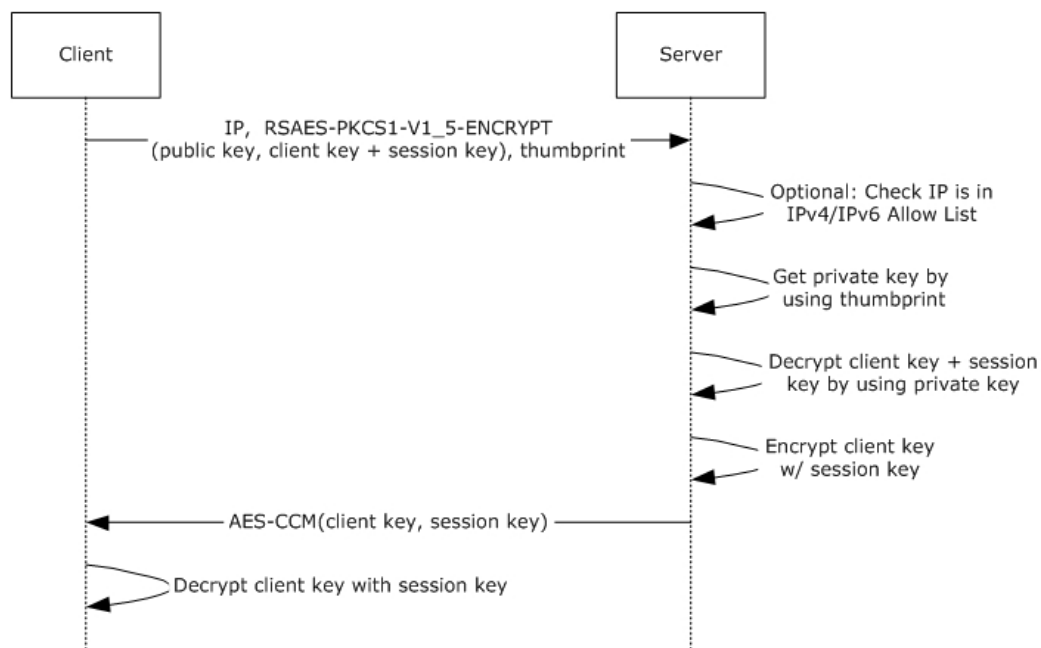 Client
Server
IP,  RSAES-PKCS1-V1_5-ENCRYPT
(public key, client key + session key), thumbprint
Optional: Check IP is in
IPv4/IPv6 Allow List
Get private key by
using thumbprint
Decrypt client key + session
key by using private key
Encrypt client key
w/ session key
AES-CCM(client key, session key)
Decrypt client key with session key